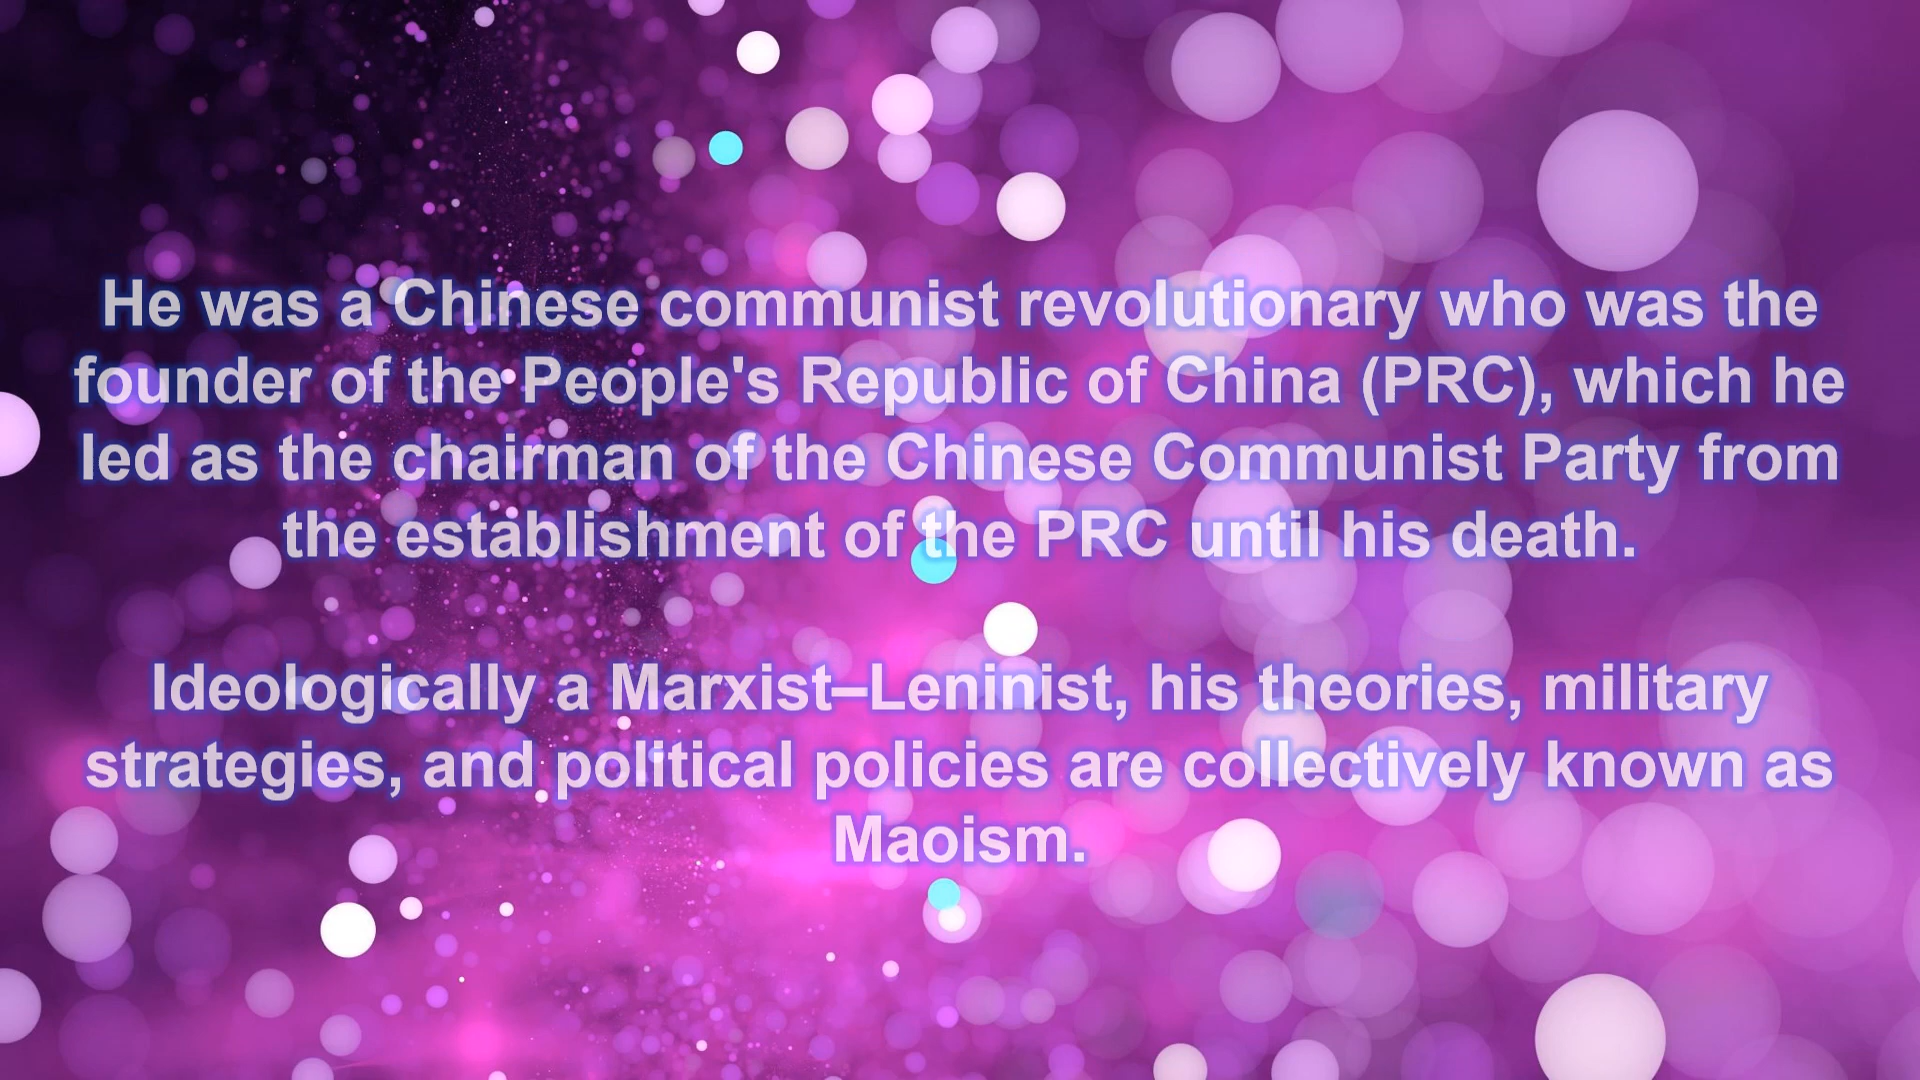 He was a Chinese communist revolutionary who was the
founder of the People's Republic of China (PRC), which he
led as the chairman of the Chinese Communist Party from
the establishment of the PRC until his death.
Ideologically a Marxist–Leninist, his theories, military
strategies, and political policies are collectively known as
Maoism.